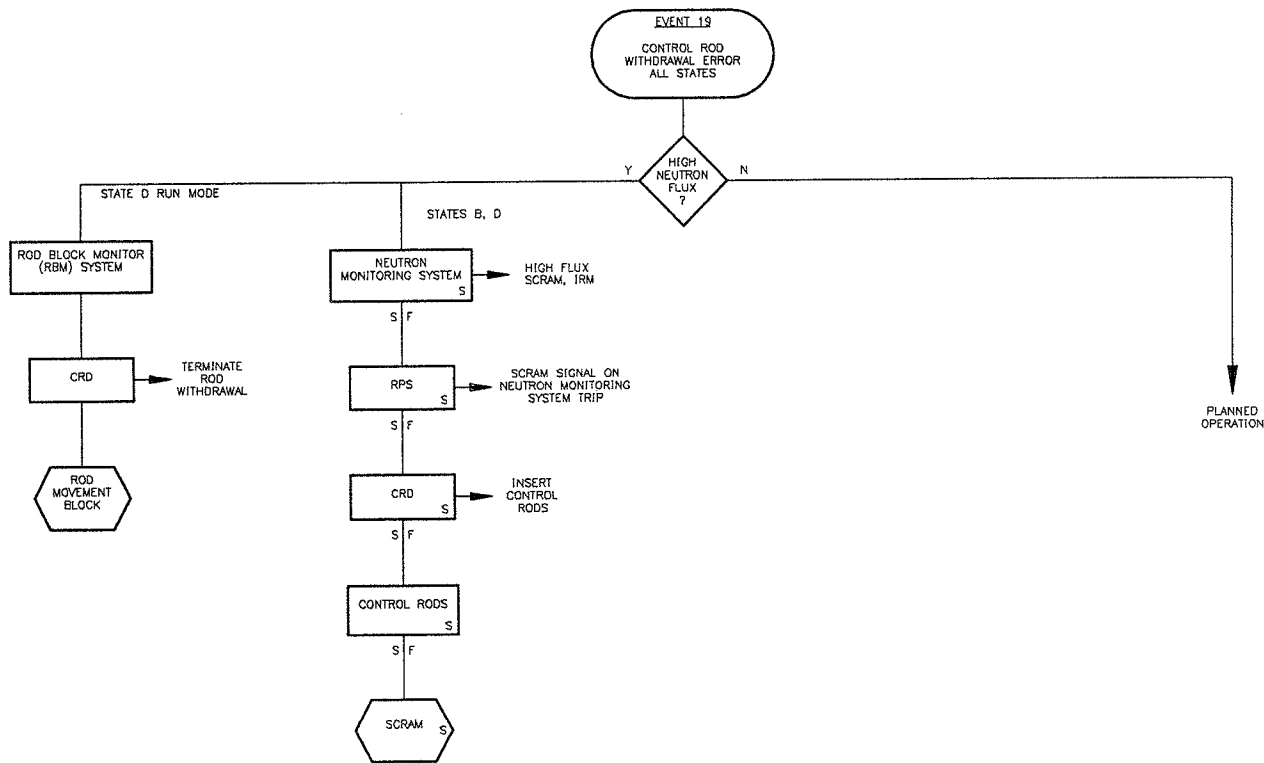 EVENT 19
CONTROL ROD
WITHDRAWAL ERROR
ALL STATES
HIGH
NEUTRON
FLUX
?
Y
N
STATE D RUN MODE
STATES B, D
ROD BLOCK MONITOR
(RBM) SYSTEM
NEUTRON
MONITORING SYSTEM
S
HIGH FLUX
SCRAM, IRM
S F
CRD
TERMINATE
ROD
WITHDRAWAL
RPS
S
SCRAM SIGNAL ON
NEUTRON MONITORING
SYSTEM TRIP
S F
PLANNED
OPERATION
ROD
MOVEMENT
BLOCK
CRD
S
INSERT
CONTROL
RODS
S F
CONTROL RODS
S
S F
SCRAM
S